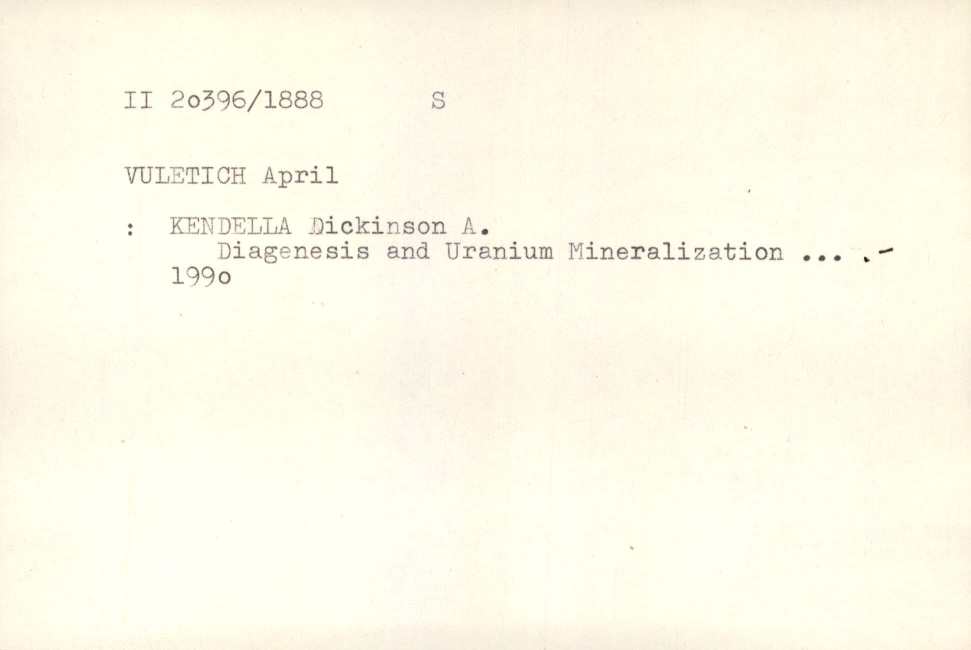 II 2o396/1888 S
VULETICH April
: KENDELLA Dickinson A.
Diagenesis and Uranium Mineralization ... .-
199o